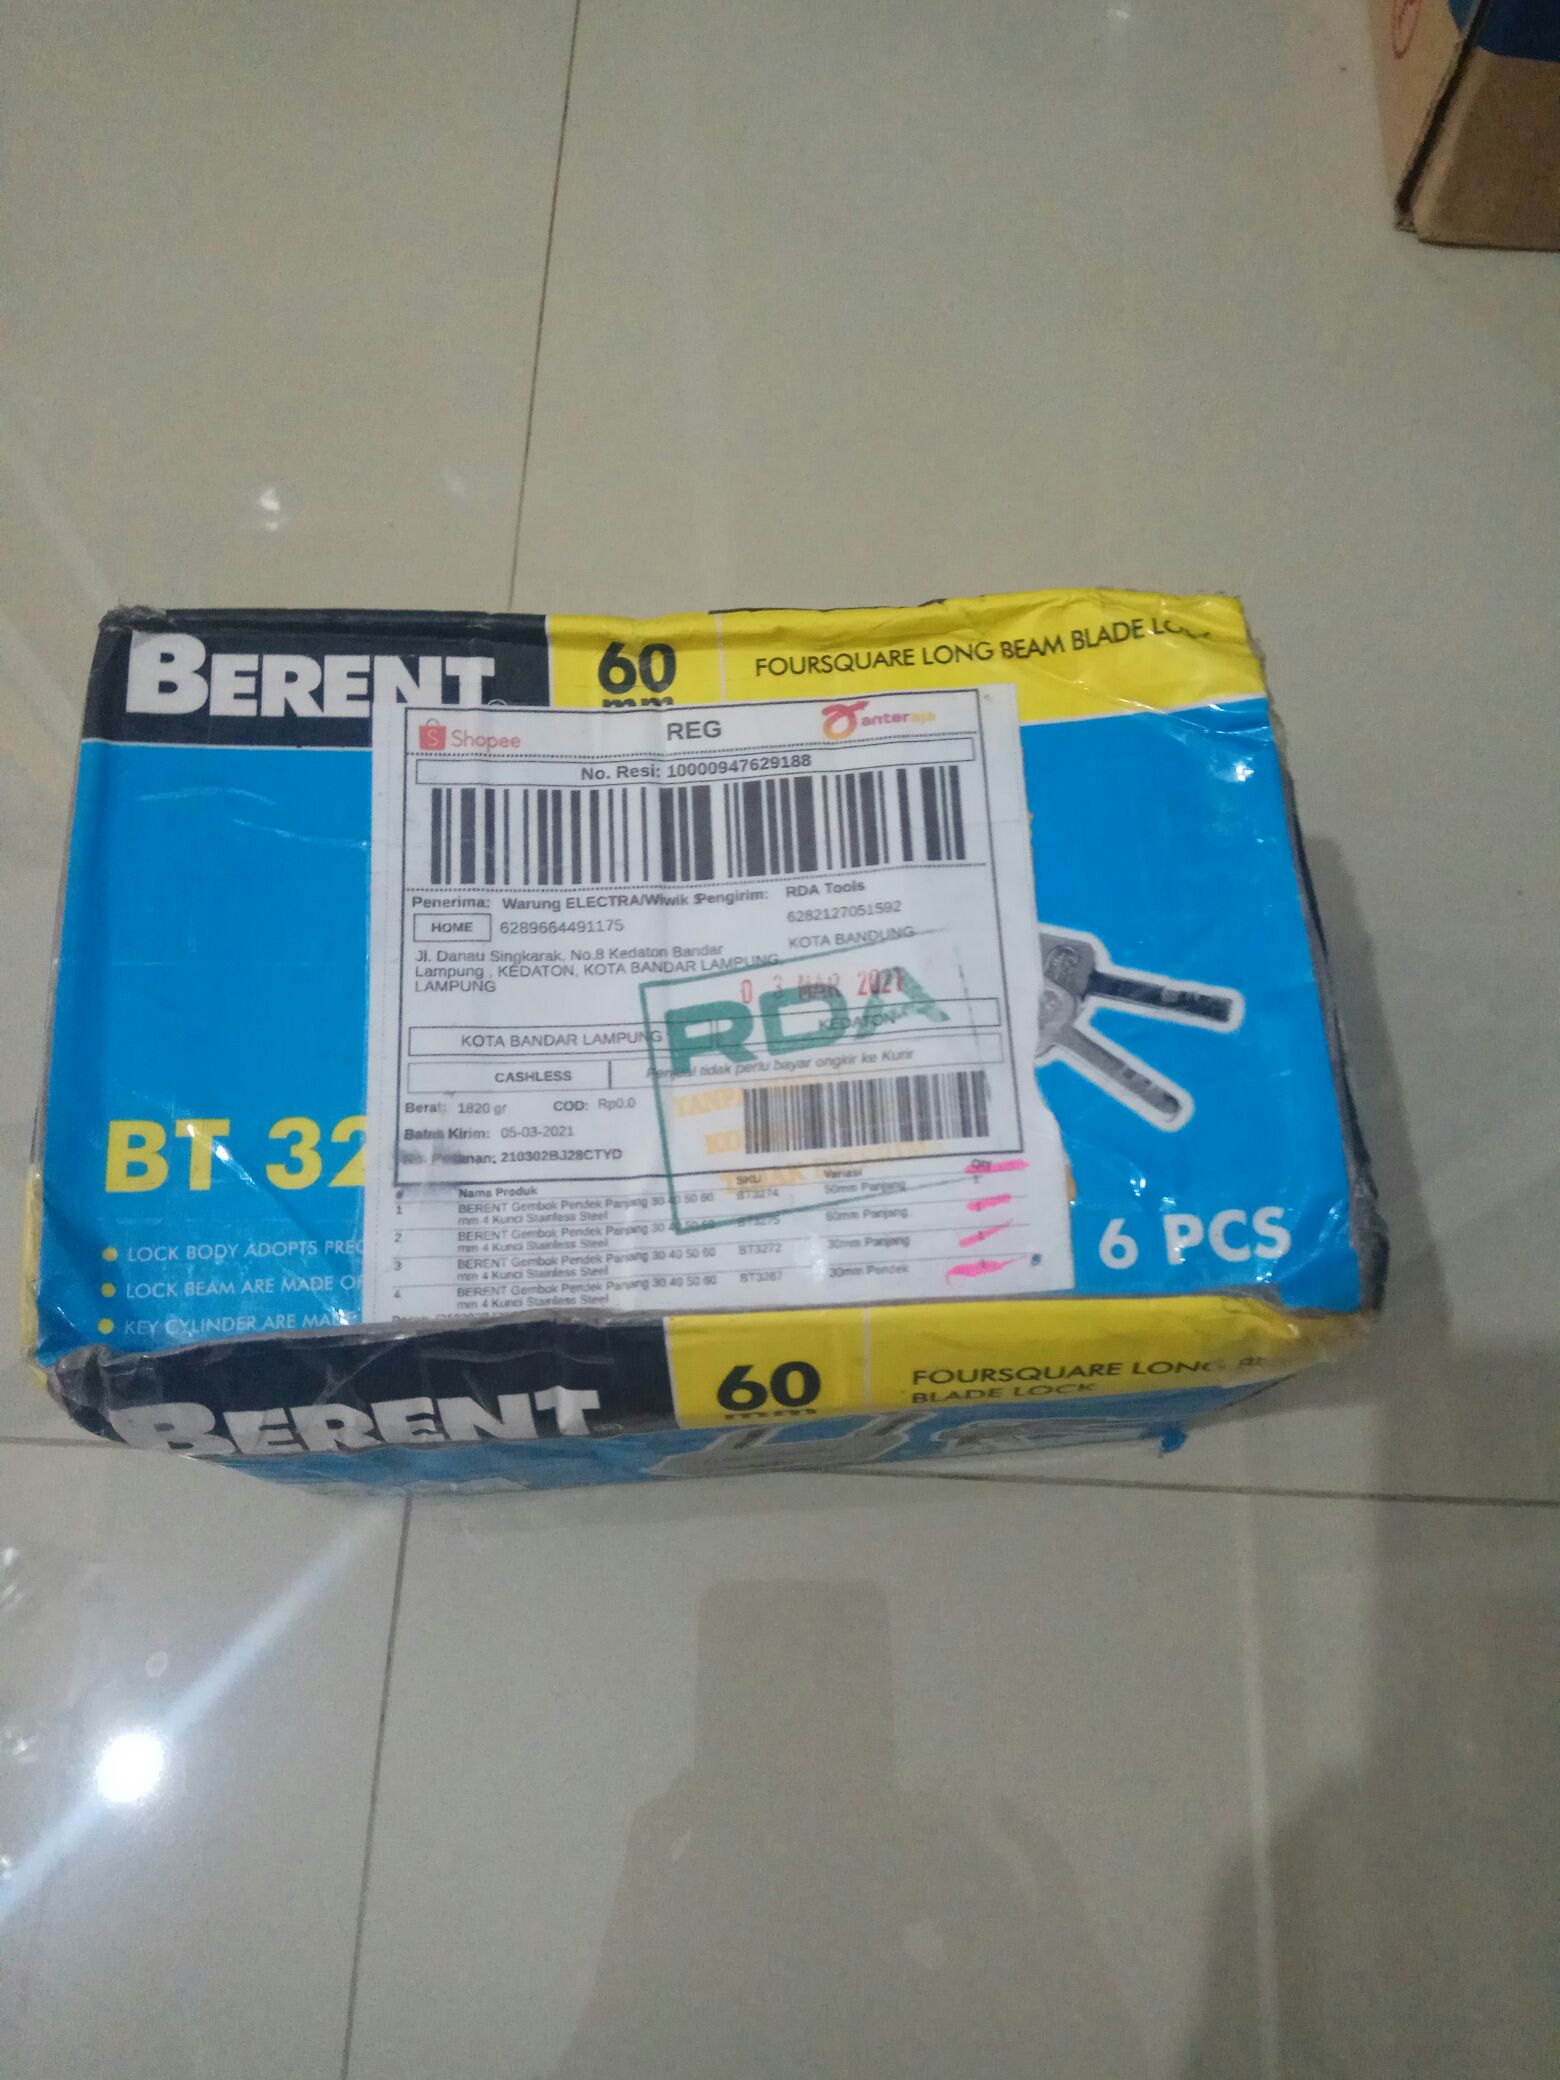 BERENT
60
mm
FOURSQUARE LONG BEAM BLADE
Shopee
REG
anteraja
No. Resi: 10000947629188
Penerima: Warung ELECTRA/Wiwik
Pengirim: RDA Tools
HOME
6289664491175
6282127051592
KOTA BANDUNG
Jl. Danau Singkarak, No.8 Kedaton Bandar
Lampung , KEDATON, KOTA BANDAR LAMPUNG,
LAMPUNG
0 3 MAR 2021
RDA
KOTA BANDAR LAMPUNG
KEDATON
CASHLESS
Penjual tidak perlu bayar ongkir ke Kurir
Berat: 1820 gr
COD: Rp0.0
Batas Kirim: 05-03-2021
No. Pesanan: 210302BJ28CTYD
# Nama Produk SKU Variasi Qty
1 BERENT Gembok Pendek Panjang 30 40 50 60 BT3274 50mm Panjang 1
mm 4 Kunci Stainless Steel
2 BERENT Gembok Pendek Panjang 30 40 50 60 BT3275 60mm Panjang
mm 4 Kunci Stainless Steel
3 BERENT Gembok Pendek Panjang 30 40 50 60 BT3272 30mm Panjang
mm 4 Kunci Stainless Steel
4 BERENT Gembok Pendek Panjang 30 40 50 60 BT3267 30mm Pendek 1
mm 4 Kunci Stainless Steel
BT 32
LOCK BODY ADOPTS
LOCK BEAM ARE MADE
KEY CYLINDER ARE
6 PCS
BERENT
60
mm
FOURSQUARE LONG
BLADE LOCK